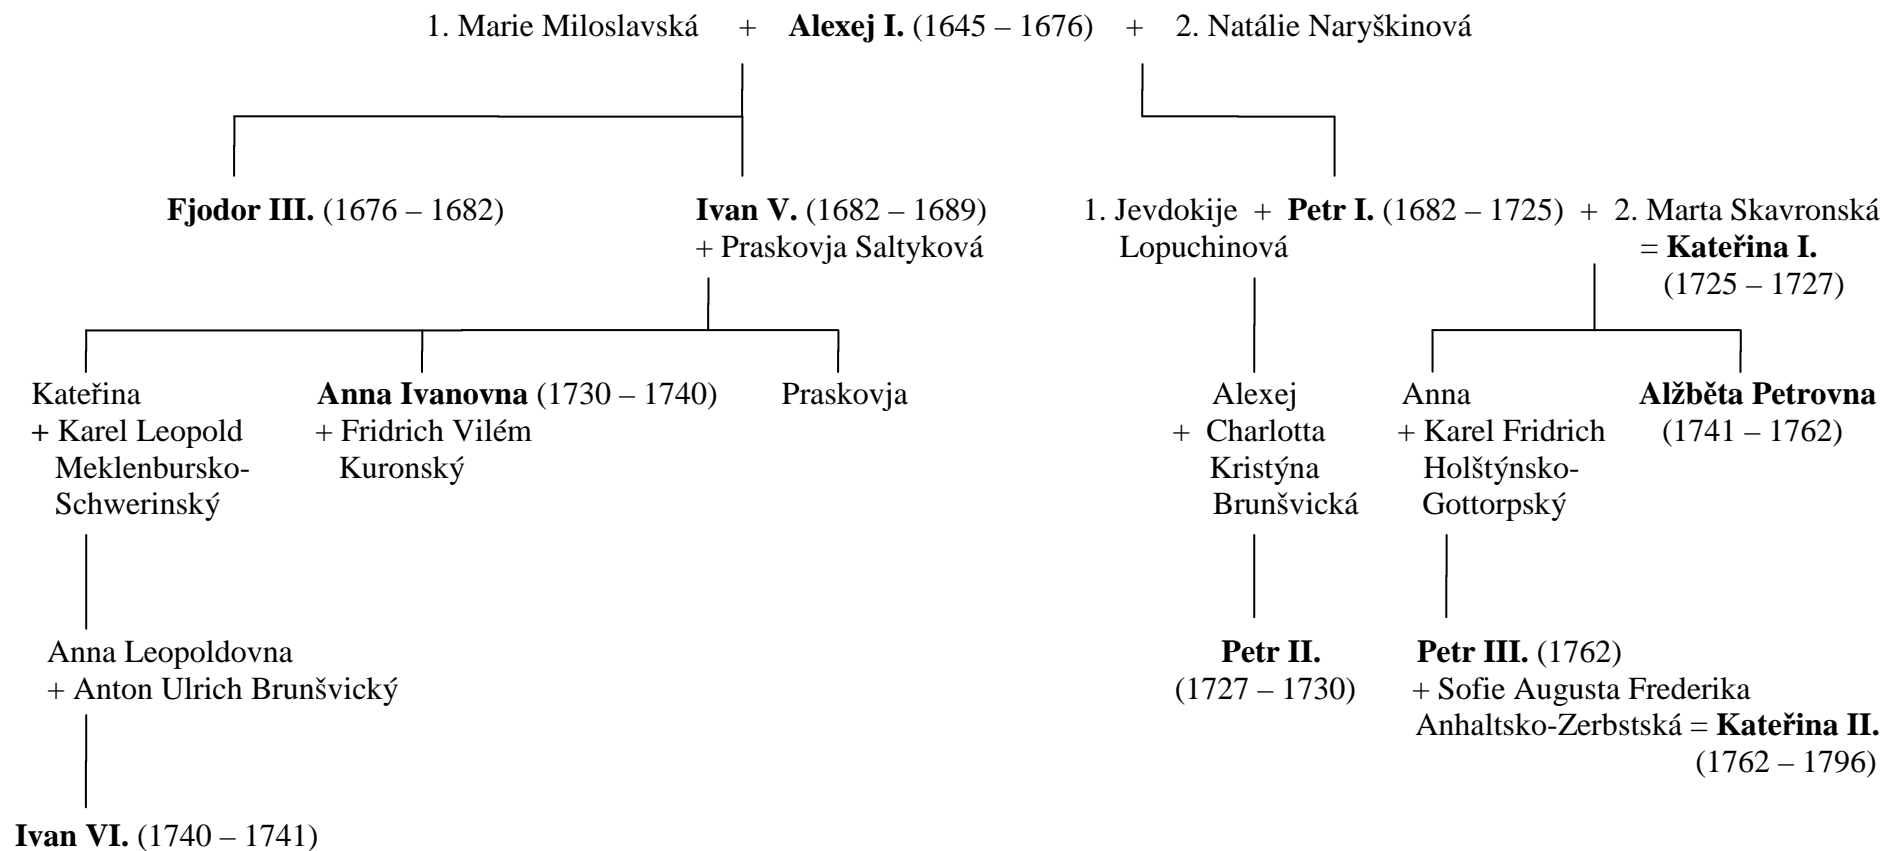 1. Marie Miloslavská + Alexej I. (1645 – 1676) + 2. Natálie Naryškinová
Fjodor III. (1676 – 1682)
Ivan V. (1682 – 1689)
+ Praskovja Saltyková
1. Jevdokije + Petr I. (1682 – 1725) + 2. Marta Skavronská
Lopuchinová
= Kateřina I.
(1725 – 1727)
Kateřina
+ Karel Leopold
Meklenbursko-
Schwerinský
Anna Ivanovna (1730 – 1740)
+ Fridrich Vilém
Kuronský
Praskovja
Alexej
+ Charlotta
Kristýna
Brunšvická
Anna
+ Karel Fridrich
Holštýnsko-
Gottorpský
Alžběta Petrovna
(1741 – 1762)
Anna Leopoldovna
+ Anton Ulrich Brunšvický
Petr II.
(1727 – 1730)
Petr III. (1762)
+ Sofie Augusta Frederika
Anhaltsko-Zerbstská = Kateřina II.
(1762 – 1796)
Ivan VI. (1740 – 1741)